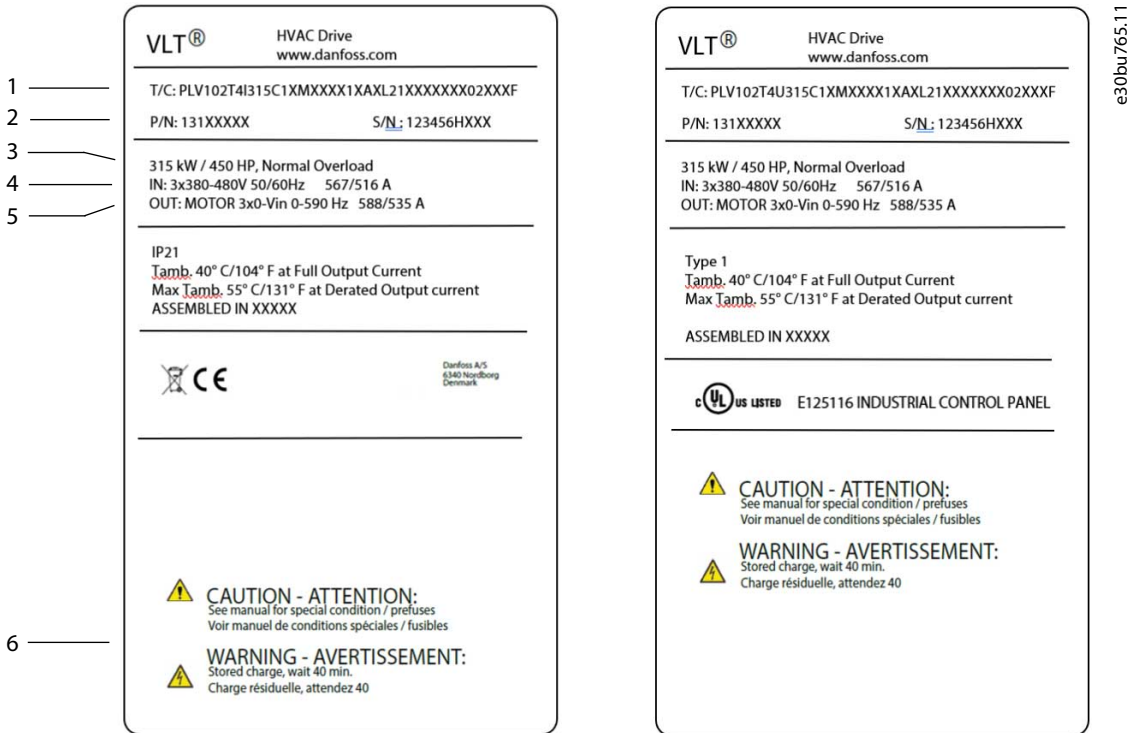 VLT®
HVAC Drive
www.danfoss.com
1
T/C: PLV102T4I315C1XMXXXX1XAXL21XXXXXXX02XXXF
2
P/N: 131XXXXX S/N : 123456HXXX
3
315 kW / 450 HP, Normal Overload
4
IN: 3x380-480V 50/60Hz 567/516 A
5
OUT: MOTOR 3x0-Vin 0-590 Hz 588/535 A
IP21
Tamb. 40° C/104° F at Full Output Current
Max Tamb. 55° C/131° F at Derated Output current
ASSEMBLED IN XXXXX
CE
Danfoss A/S
6340 Nordborg
Denmark
CAUTION - ATTENTION:
See manual for special condition / prefuses
Voir manuel de conditions spéciales / fusibles
6
WARNING - AVERTISSEMENT:
Stored charge, wait 40 min.
Charge résiduelle, attendez 40
VLT®
HVAC Drive
www.danfoss.com
T/C: PLV102T4U315C1XMXXXX1XAXL21XXXXXXX02XXXF
P/N: 131XXXXX S/N : 123456HXXX
315 kW / 450 HP, Normal Overload
IN: 3x380-480V 50/60Hz 567/516 A
OUT: MOTOR 3x0-Vin 0-590 Hz 588/535 A
Type 1
Tamb. 40° C/104° F at Full Output Current
Max Tamb. 55° C/131° F at Derated Output current
ASSEMBLED IN XXXXX
c UL US LISTED E125116 INDUSTRIAL CONTROL PANEL
CAUTION - ATTENTION:
See manual for special condition / prefuses
Voir manuel de conditions spéciales / fusibles
WARNING - AVERTISSEMENT:
Stored charge, wait 40 min.
Charge résiduelle, attendez 40
e30bu765.11